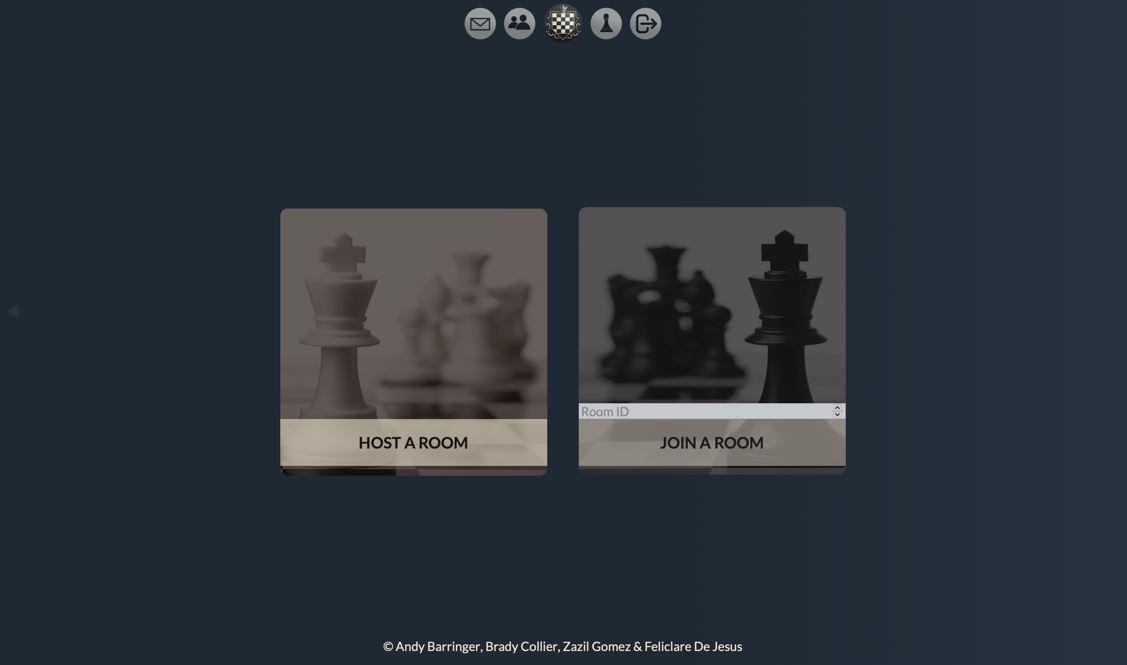 HOST A ROOM
Room ID
JOIN A ROOM
© Andy Barringer, Brady Collier, Zazil Gomez & Feliclare De Jesus